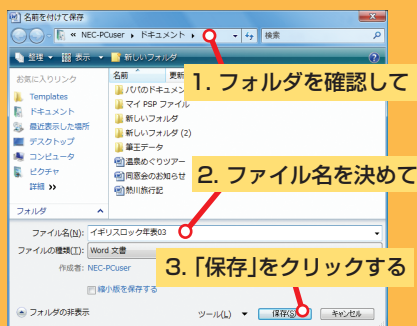 名前を付けて保存
« NEC-PCuser ▸ ドキュメント ▸ 検索
整理 表示 新しいフォルダ
お気に入りリンク
Templates
ドキュメント
最近表示した場所
デスクトップ
コンピュータ
ピクチャ
詳細 »
フォルダ
名前 更新
パパのドキュメン
マイ PSP ファイル
新しいフォルダ
新しいフォルダ (2)
筆王データ
温泉めぐりツアー
同窓会のお知らせ
熱川旅行記
1. フォルダを確認して
2. ファイル名を決めて
ファイル名(N): イギリスロック年表03
ファイルの種類(T): Word 文書
作成者: NEC-PCuser
3.「保存」をクリックする
縮小版を保存する
フォルダの非表示 ツール(L) 保存(S) キャンセル